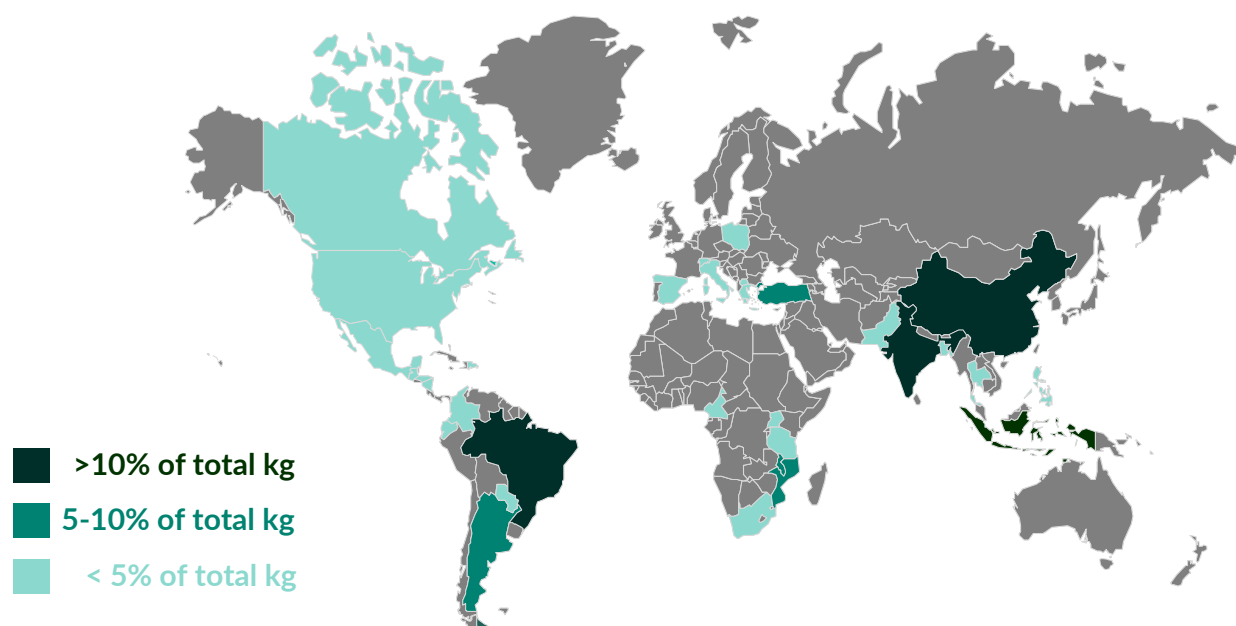 >10% of total kg
5-10% of total kg
< 5% of total kg